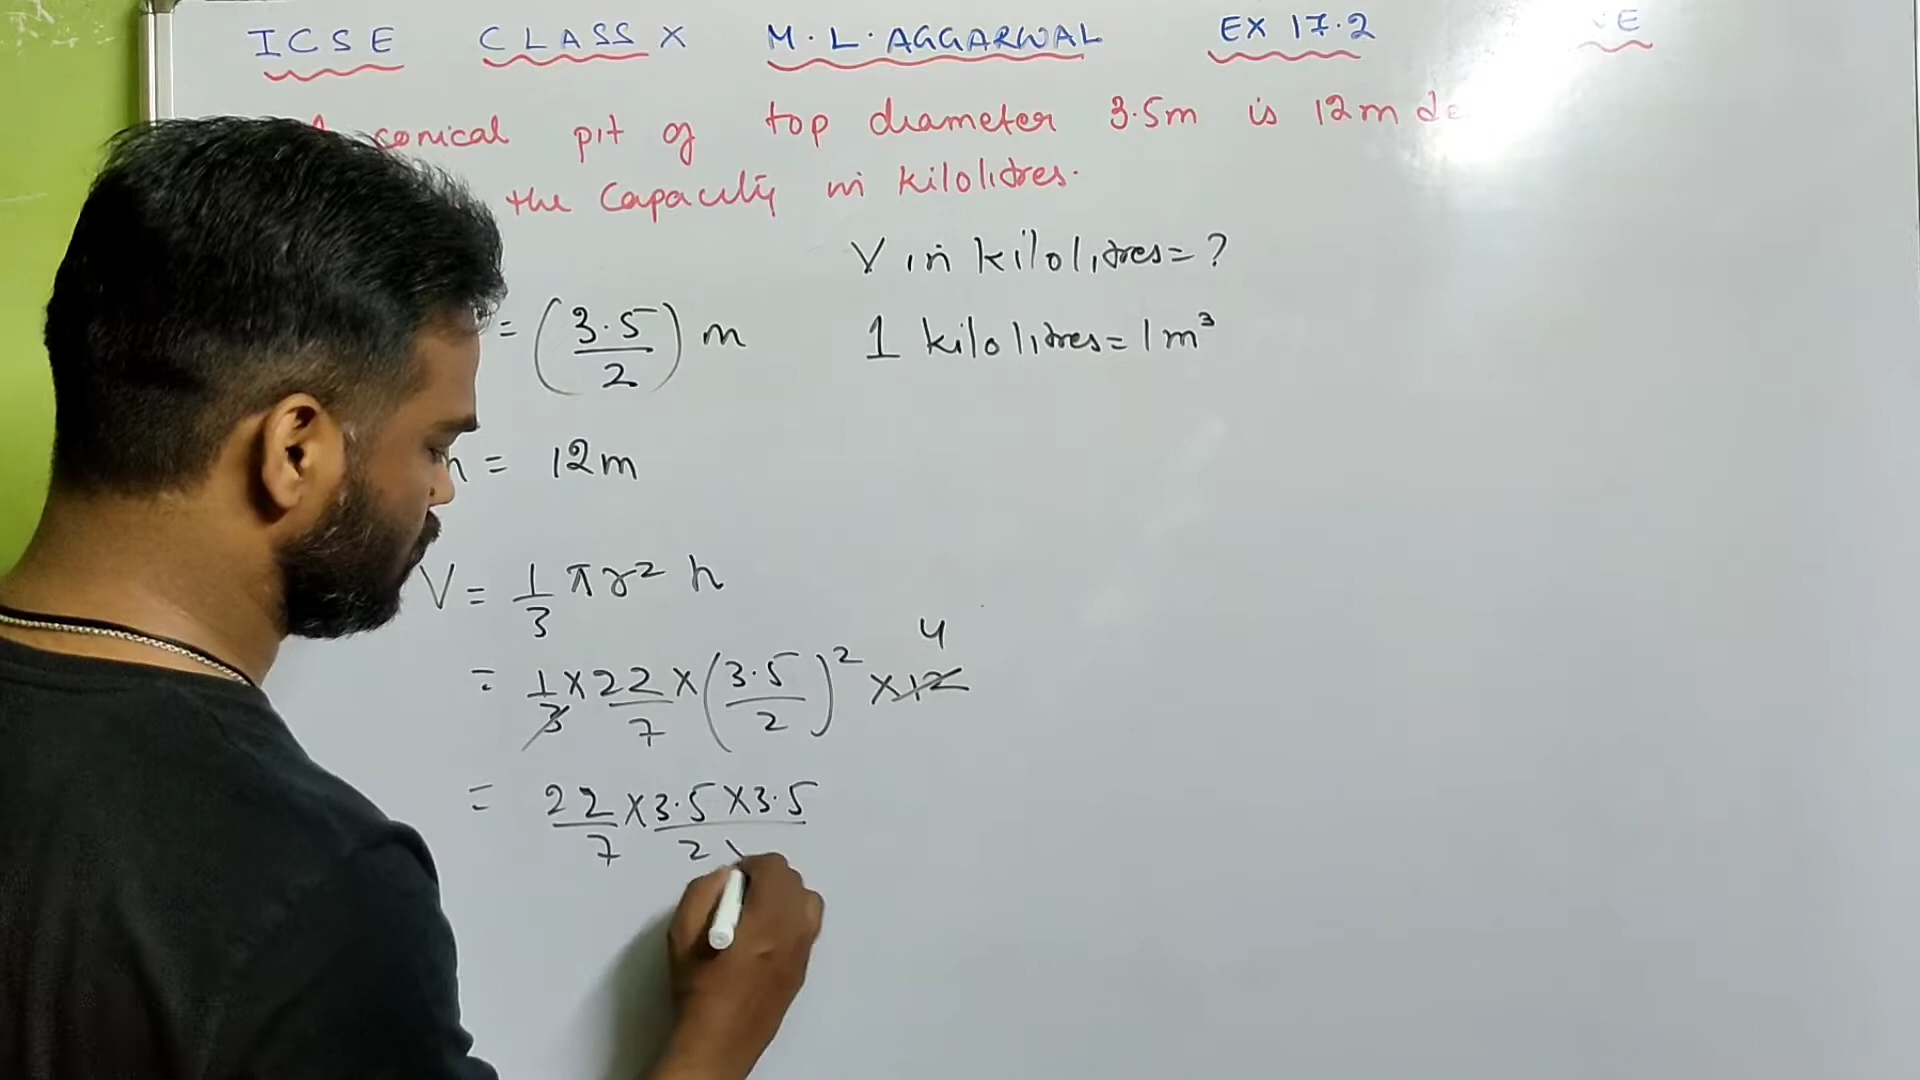 ICSE CLASS X M.L.AGGARWAL EX 17.2
conical pit of top diameter 3.5m is 12m
the capacity in kilolitres.
V in kilolitres = ?
= (3.5/2) m
1 kilolitres = 1m³
h = 12m
V = 1/3 πr² h
= 1/3 × 22/7 × (3.5/2)² × 12 4
= 22/7 × 3.5 × 3.5 / 2